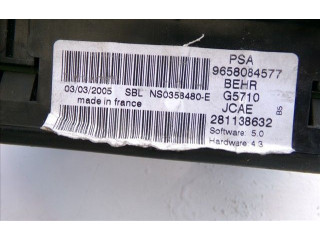 PSA
9658084577
BEHR
G5710
JCAE
281138632
Software: 5.0
Hardware: 4.3
B5
03/03/2005 SBL NS0358480-E
made in france